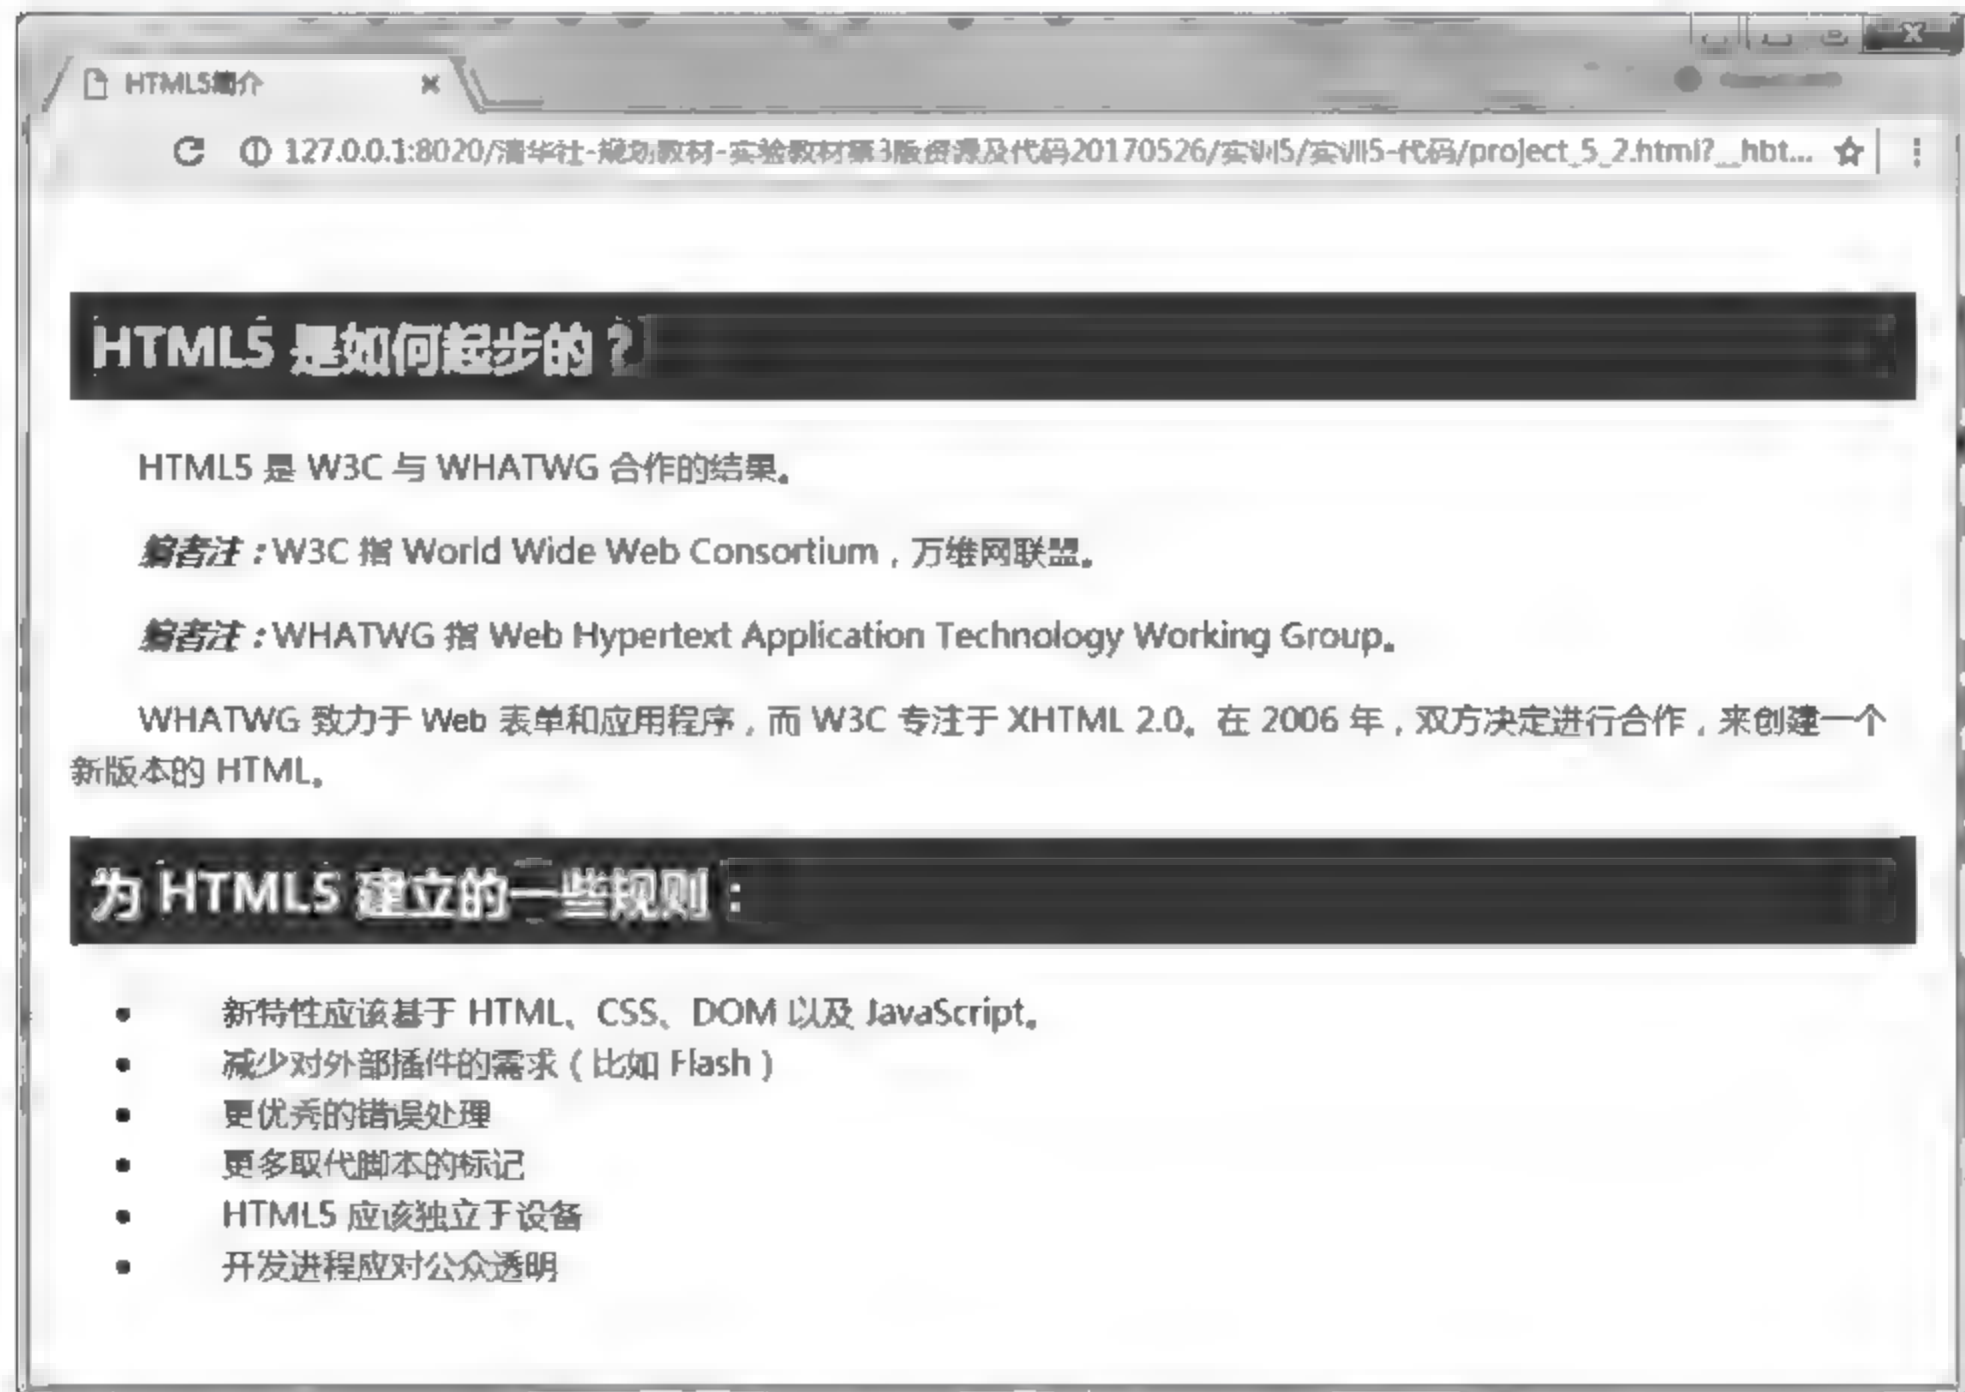 HTML5简介
127.0.0.1:8020/清华社-规划教材-实验教材第3版资源及代码20170526/实训5/实训5-代码/project_5_2.html?__hbt...
HTML5 是如何起步的？
HTML5 是 W3C 与 WHATWG 合作的结果。
编者注：W3C 指 World Wide Web Consortium，万维网联盟。
编者注：WHATWG 指 Web Hypertext Application Technology Working Group。
WHATWG 致力于 Web 表单和应用程序，而 W3C 专注于 XHTML 2.0。在 2006 年，双方决定进行合作，来创建一个
新版本的 HTML。
为 HTML5 建立的一些规则：
新特性应该基于 HTML、CSS、DOM 以及 JavaScript。
减少对外部插件的需求（比如 Flash）
更优秀的错误处理
更多取代脚本的标记
HTML5 应该独立于设备
开发进程应对公众透明